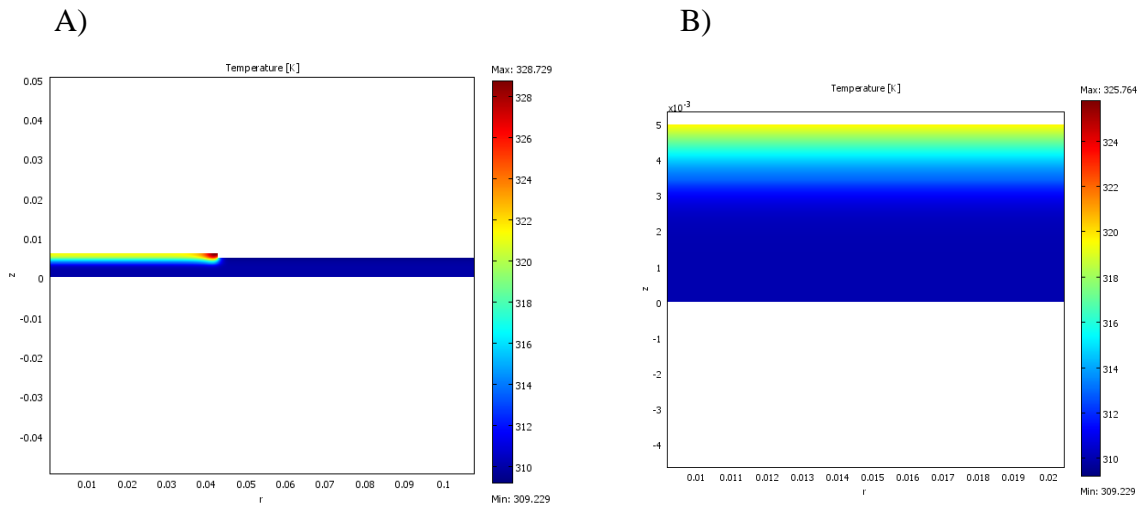 A)
B)
Temperature [K]
Max: 328.729
0.05
0.04
0.03
0.02
0.01
0
-0.01
-0.02
-0.03
-0.04
z
0.01 0.02 0.03 0.04 0.05 0.06 0.07 0.08 0.09 0.1
r
328
326
324
322
320
318
316
314
312
310
Min: 309.229
Temperature [K]
Max: 325.764
x10⁻³
5
4
3
2
1
0
-1
-2
-3
-4
z
0.01 0.011 0.012 0.013 0.014 0.015 0.016 0.017 0.018 0.019 0.02
r
324
322
320
318
316
314
312
310
Min: 309.229